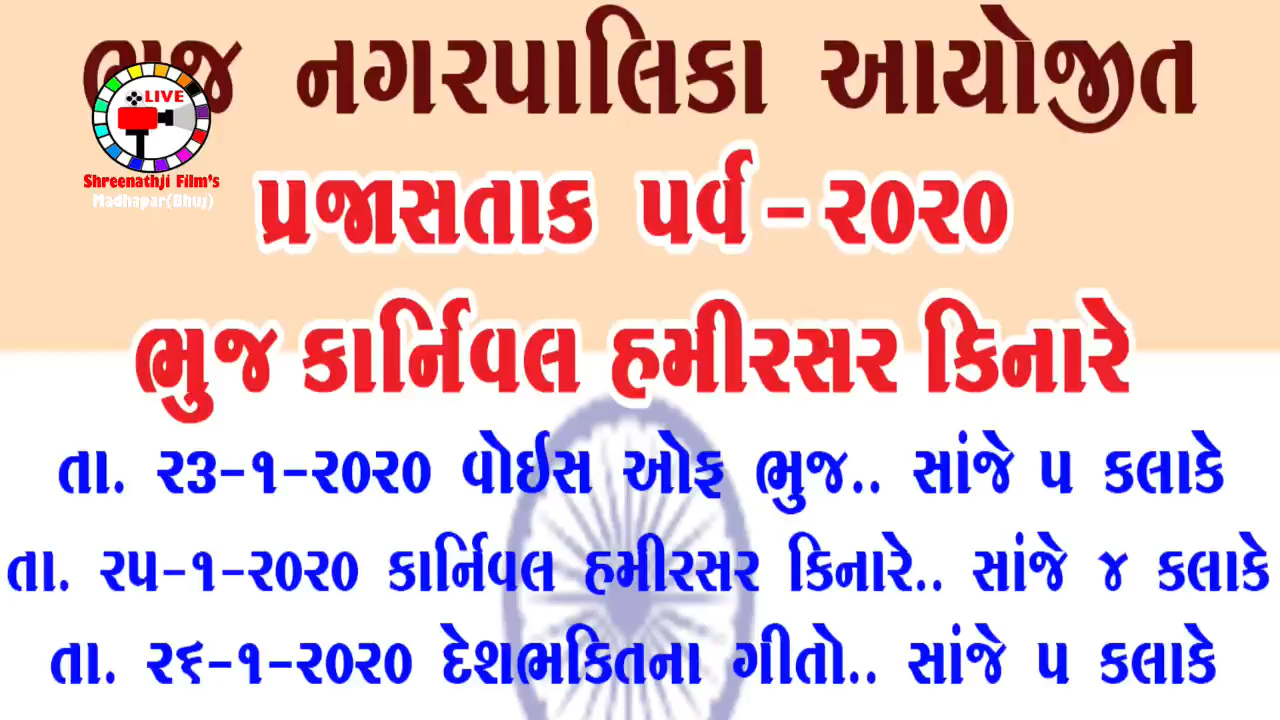 ભુજ નગરપાલિકા આયોજીત
LIVE
Shreenathji Film's
Madhapar(Bhuj)
પ્રજાસતાક પર્વ - ૨૦૨૦
ભુજ કાર્નિવલ હમીરસર કિનારે
તા. ૨૩-૧-૨૦૨૦ વોઈસ ઓફ ભુજ.. સાંજે ૫ કલાકે
તા. ૨૫-૧-૨૦૨૦ કાર્નિવલ હમીરસર કિનારે.. સાંજે ૪ કલાકે
તા. ૨૬-૧-૨૦૨૦ દેશભકિતના ગીતો.. સાંજે ૫ કલાકે